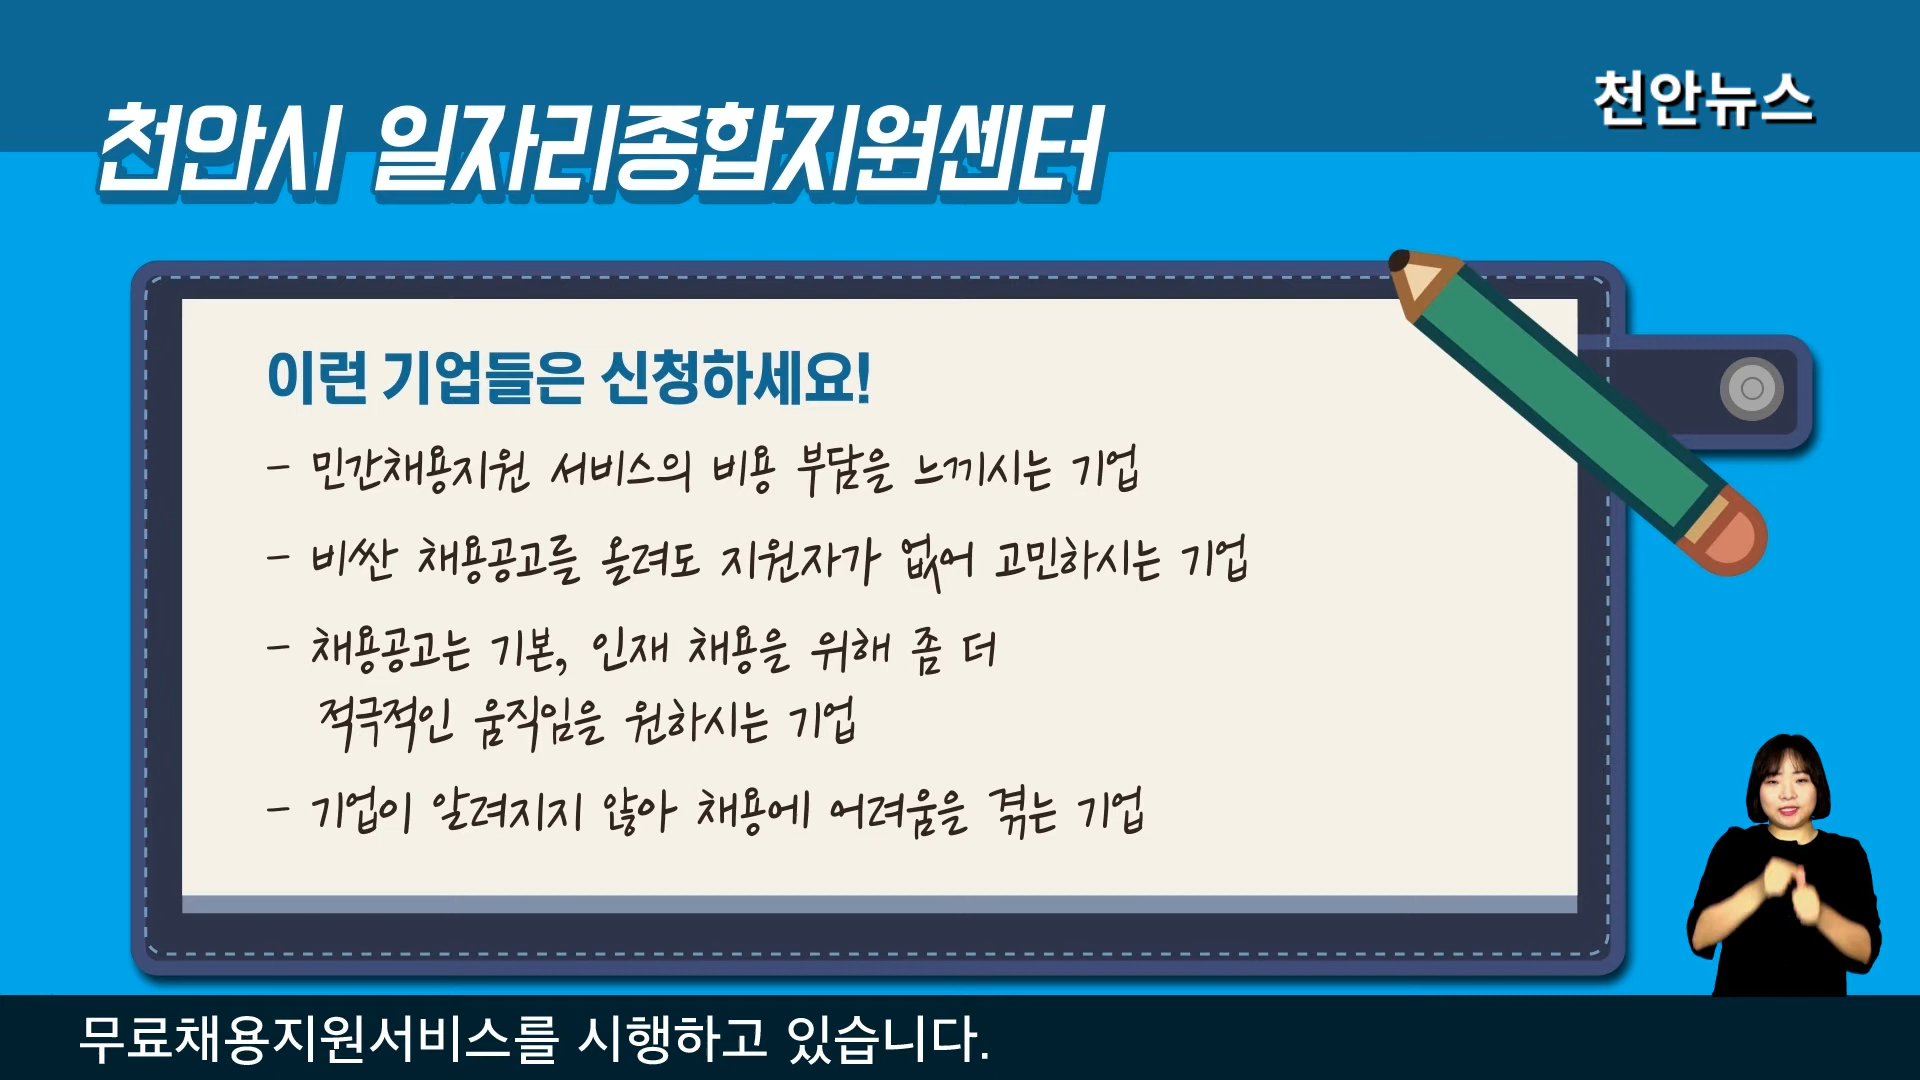 천안뉴스
천안시 일자리종합지원센터
이런 기업들은 신청하세요!
- 민간채용지원 서비스의 비용 부담을 느끼시는 기업
- 비싼 채용공고를 올려도 지원자가 없어 고민하시는 기업
- 채용공고는 기본, 인재 채용을 위해 좀 더
적극적인 움직임을 원하시는 기업
- 기업이 알려지지 않아 채용에 어려움을 겪는 기업
무료채용지원서비스를 시행하고 있습니다.